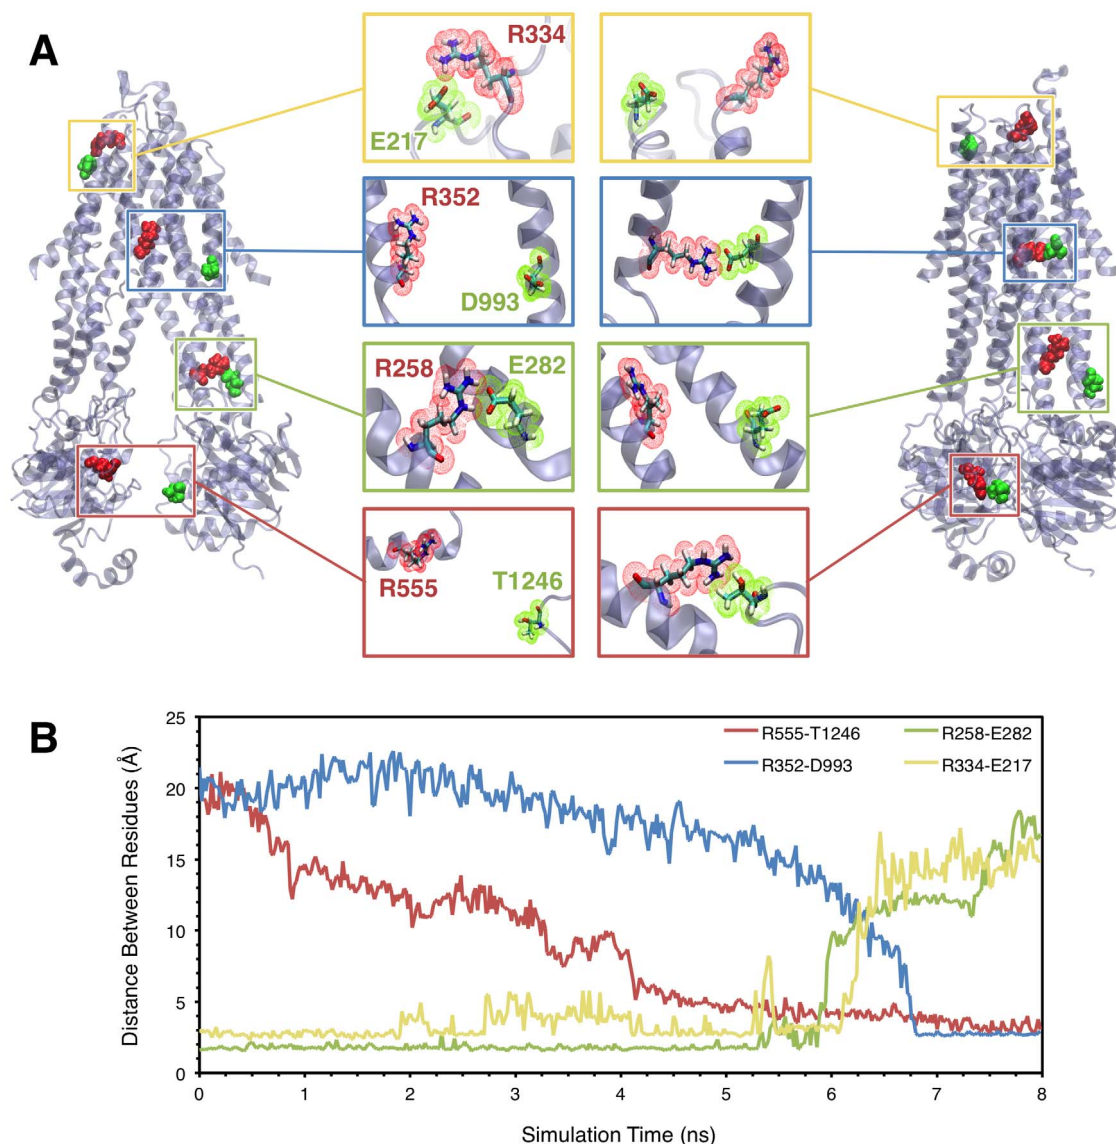 A
R334
E217
R352
D993
R258
E282
R555
T1246
B
Distance Between Residues (Å)
25
20
15
10
5
0
R555-T1246
R258-E282
R352-D993
R334-E217
0 1 2 3 4 5 6 7 8
Simulation Time (ns)